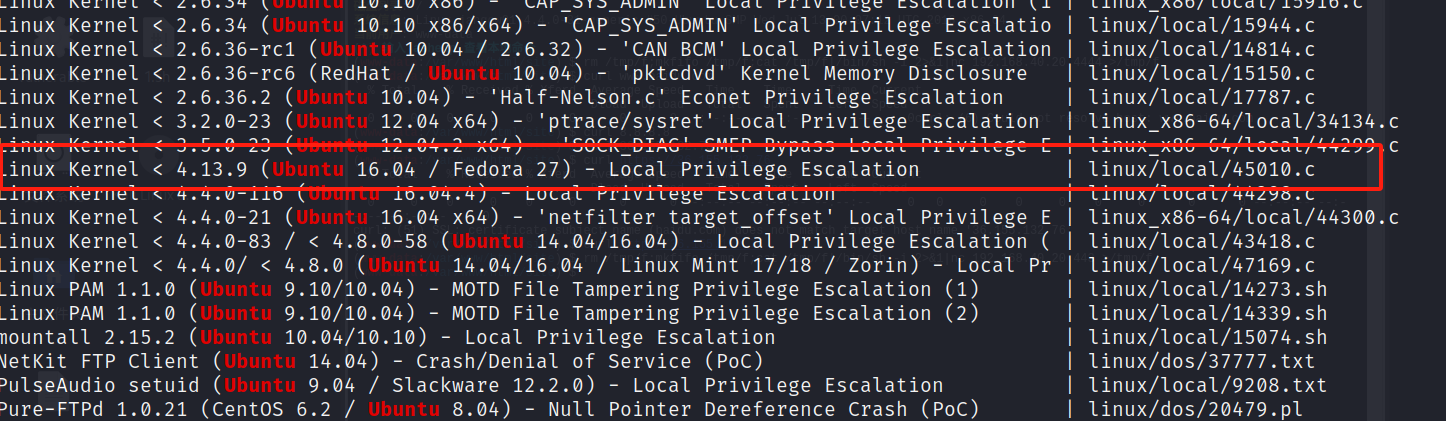 Linux Kernel < 2.6.34 (Ubuntu 10.10 x86) - 'CAP_SYS_ADMIN' Local Privilege Escalation (1 | linux_x86/local/15916.c
Linux Kernel < 2.6.34 (Ubuntu 10.10 x86/x64) - 'CAP_SYS_ADMIN' Local Privilege Escalatio | linux/local/15944.c
Linux Kernel < 2.6.36-rc1 (Ubuntu 10.04 / 2.6.32) - 'CAN BCM' Local Privilege Escalation | linux/local/14814.c
Linux Kernel < 2.6.36-rc6 (RedHat / Ubuntu 10.04) - 'pktcdvd' Kernel Memory Disclosure | linux/local/15150.c
Linux Kernel < 2.6.36.2 (Ubuntu 10.04) - 'Half-Nelson.c' Econet Privilege Escalation | linux/local/17787.c
Linux Kernel < 3.2.0-23 (Ubuntu 12.04 x64) - 'ptrace/sysret' Local Privilege Escalation | linux_x86-64/local/34134.c
Linux Kernel < 3.5.0-23 (Ubuntu 12.04.2 x64) - 'SOCK_DIAG' SMEP Bypass Local Privilege E | linux_x86-64/local/44299.c
Linux Kernel < 4.13.9 (Ubuntu 16.04 / Fedora 27) - Local Privilege Escalation | linux/local/45010.c
Linux Kernel < 4.4.0-116 (Ubuntu 16.04.4) - Local Privilege Escalation | linux/local/44298.c
Linux Kernel < 4.4.0-21 (Ubuntu 16.04 x64) - 'netfilter target_offset' Local Privilege E | linux_x86-64/local/44300.c
Linux Kernel < 4.4.0-83 / < 4.8.0-58 (Ubuntu 14.04/16.04) - Local Privilege Escalation ( | linux/local/43418.c
Linux Kernel < 4.4.0/ < 4.8.0 (Ubuntu 14.04/16.04 / Linux Mint 17/18 / Zorin) - Local Pr | linux/local/47169.c
Linux PAM 1.1.0 (Ubuntu 9.10/10.04) - MOTD File Tampering Privilege Escalation (1) | linux/local/14273.sh
Linux PAM 1.1.0 (Ubuntu 9.10/10.04) - MOTD File Tampering Privilege Escalation (2) | linux/local/14339.sh
mountall 2.15.2 (Ubuntu 10.04/10.10) - Local Privilege Escalation | linux/local/15074.sh
NetKit FTP Client (Ubuntu 14.04) - Crash/Denial of Service (PoC) | linux/dos/37777.txt
PulseAudio setuid (Ubuntu 9.04 / Slackware 12.2.0) - Local Privilege Escalation | linux/local/9208.txt
Pure-FTPd 1.0.21 (CentOS 6.2 / Ubuntu 8.04) - Null Pointer Dereference Crash (PoC) | linux/dos/20479.pl